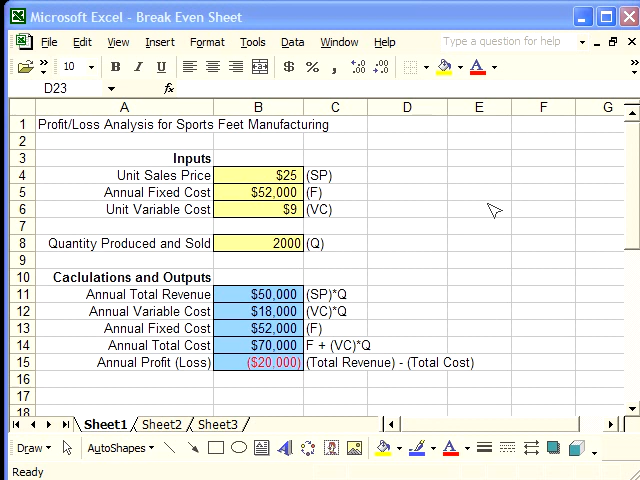 Microsoft Excel - Break Even Sheet
File Edit View Insert Format Tools Data Window Help Type a question for help
10 B I U $ % , A
D23 fx
A B C D E F G
1 Profit/Loss Analysis for Sports Feet Manufacturing
2
3 Inputs
4 Unit Sales Price $25 (SP)
5 Annual Fixed Cost $52,000 (F)
6 Unit Variable Cost $9 (VC)
7
8 Quantity Produced and Sold 2000 (Q)
9
10 Caclulations and Outputs
11 Annual Total Revenue $50,000 (SP)*Q
12 Annual Variable Cost $18,000 (VC)*Q
13 Annual Fixed Cost $52,000 (F)
14 Annual Total Cost $70,000 F + (VC)*Q
15 Annual Profit (Loss) ($20,000) (Total Revenue) - (Total Cost)
16
17
18
Sheet1 Sheet2 Sheet3
Draw AutoShapes A
Ready